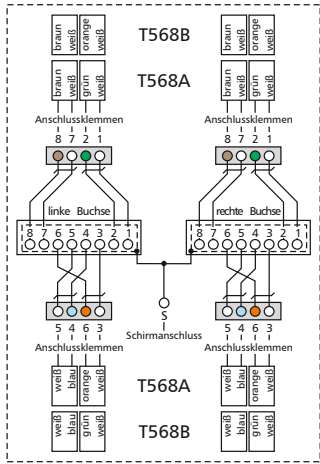 braun weiß orange weiß T568B braun weiß orange weiß
braun weiß grün weiß T568A braun weiß grün weiß
Anschlussklemmen Anschlussklemmen
8 7 2 1 8 7 2 1
linke Buchse rechte Buchse
8 7 6 5 4 3 2 1 8 7 6 5 4 3 2 1
S
Schirmanschluss
5 4 6 3 5 4 6 3
Anschlussklemmen Anschlussklemmen
weiß blau orange weiß T568A weiß blau orange weiß
weiß blau grün weiß T568B weiß blau grün weiß